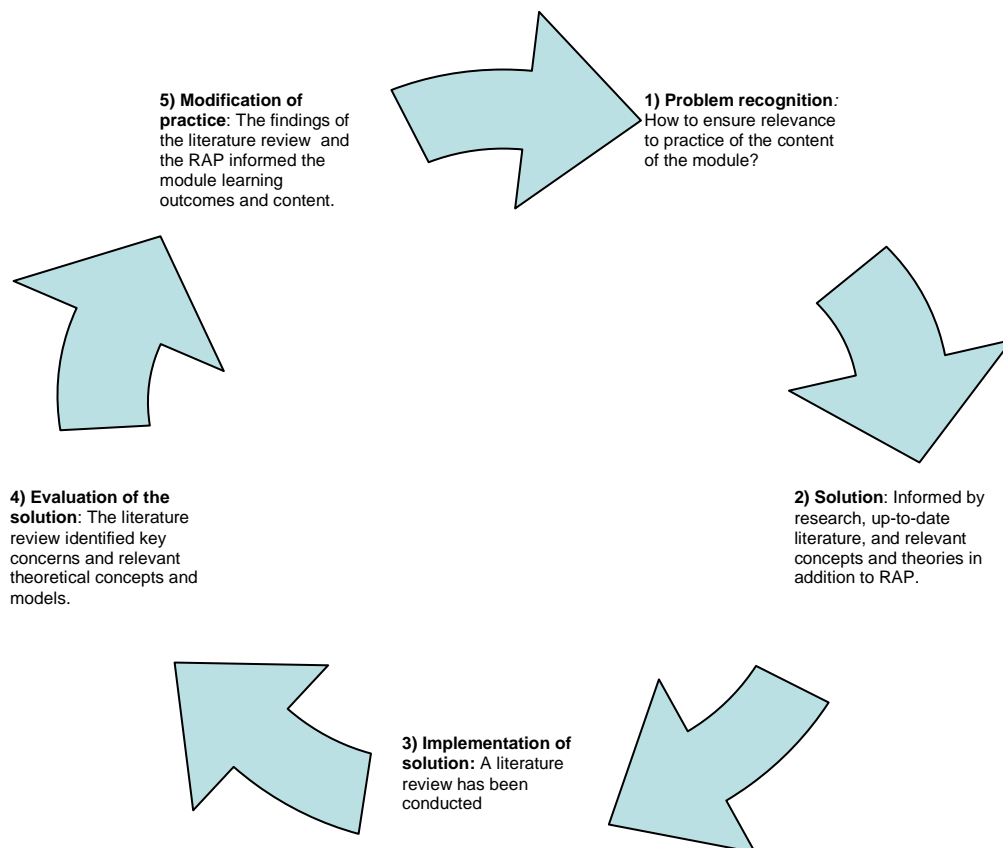 1) Problem recognition:
How to ensure relevance
to practice of the content
of the module?
2) Solution: Informed by
research, up-to-date
literature, and relevant
concepts and theories in
addition to RAP.
3) Implementation of
solution: A literature
review has been
conducted
4) Evaluation of the
solution: The literature
review identified key
concerns and relevant
theoretical concepts and
models.
5) Modification of
practice: The findings of
the literature review and
the RAP informed the
module learning
outcomes and content.